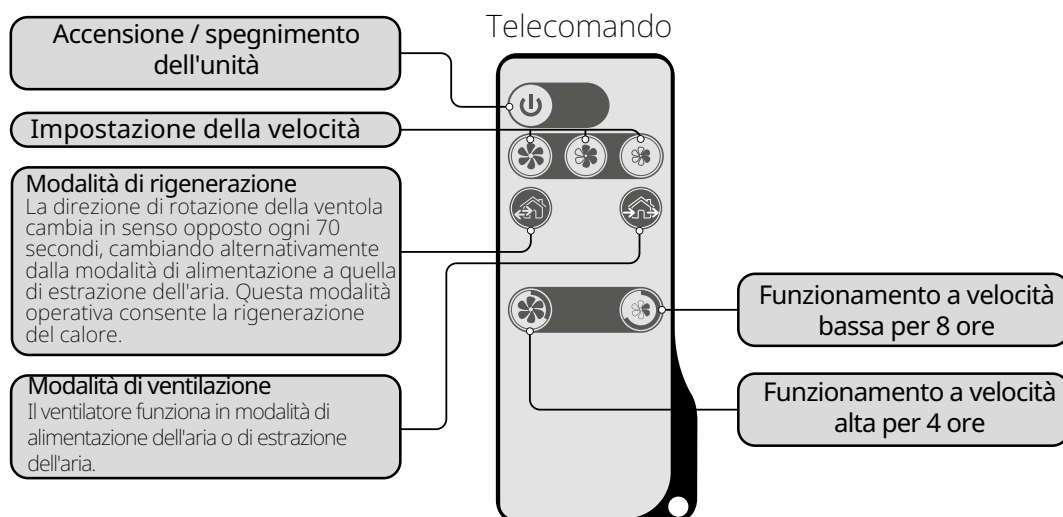 Telecomando
Accensione / spegnimento
dell'unità
Impostazione della velocità
Modalità di rigenerazione
La direzione di rotazione della ventola
cambia in senso opposto ogni 70
secondi, cambiando alternativamente
dalla modalità di alimentazione a quella
di estrazione dell'aria. Questa modalità
operativa consente la rigenerazione
del calore.
Modalità di ventilazione
Il ventilatore funziona in modalità di
alimentazione dell'aria o di estrazione
dell'aria.
Funzionamento a velocità
bassa per 8 ore
Funzionamento a velocità
alta per 4 ore